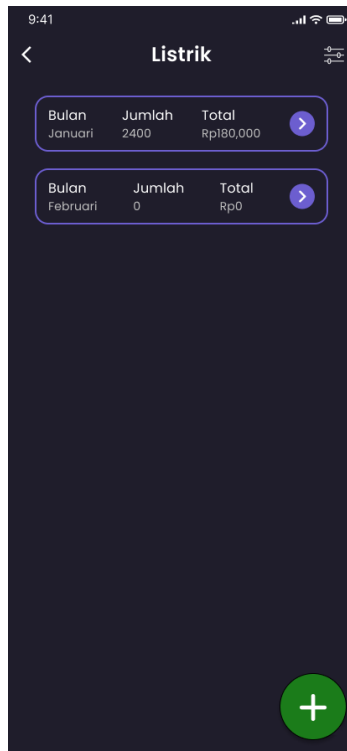 9:41
Listrik
Bulan Jumlah Total
Januari 2400 Rp180,000
Bulan Jumlah Total
Februari 0 Rp0